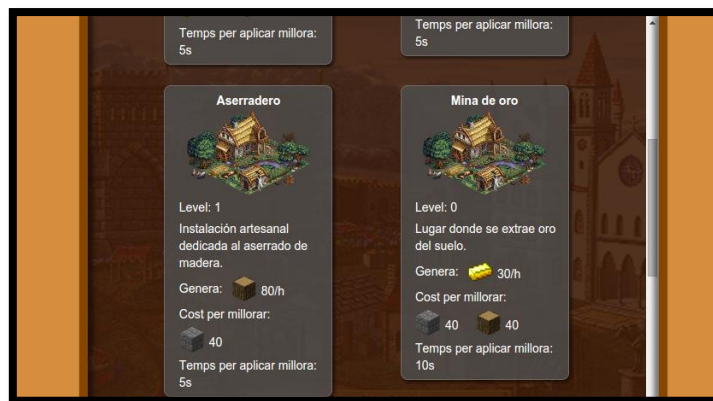 Temps per aplicar millora:
5s
Temps per aplicar millora:
5s
Aserradero
Level: 1
Instalación artesanal
dedicada al aserrado de
madera.
Genera: 80/h
Cost per millorar:
40
Temps per aplicar millora:
5s
Mina de oro
Level: 0
Lugar donde se extrae oro
del suelo.
Genera: 30/h
Cost per millorar:
40 40
Temps per aplicar millora:
10s